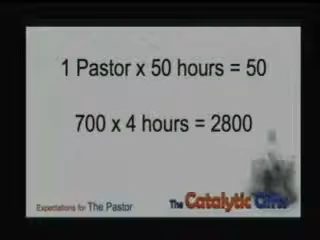 1 Pastor x 50 hours = 50
700 x 4 hours = 2800
Expectations for The Pastor
The Catalytic Gifts